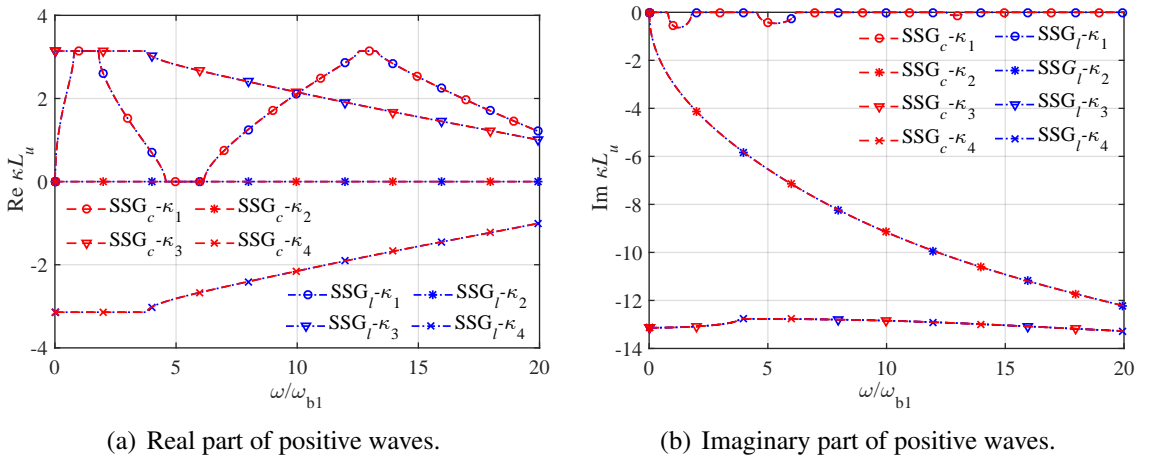 4
2
0
-2
-4
Re κL_u
SSG_c-κ_1 SSG_c-κ_2
SSG_c-κ_3 SSG_c-κ_4
SSG_l-κ_1 SSG_l-κ_2
SSG_l-κ_3 SSG_l-κ_4
0 5 10 15 20
ω/ω_b1
(a) Real part of positive waves.
0
-2
-4
-6
-8
-10
-12
-14
Im κL_u
SSG_c-κ_1 SSG_l-κ_1
SSG_c-κ_2 SSG_l-κ_2
SSG_c-κ_3 SSG_l-κ_3
SSG_c-κ_4 SSG_l-κ_4
0 5 10 15 20
ω/ω_b1
(b) Imaginary part of positive waves.